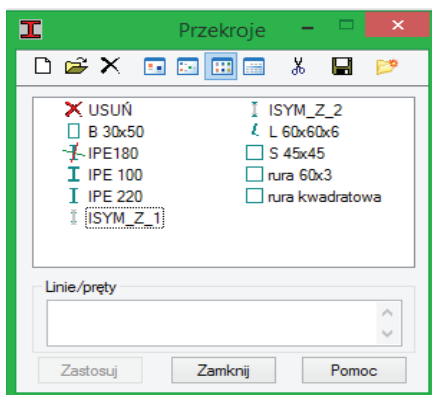 Przekroje
USUŃ
B 30x50
IPE180
IPE 100
IPE 220
ISYM_Z_1
ISYM_Z_2
L 60x60x6
S 45x45
rura 60x3
rura kwadratowa
Linie/pręty
Zastosuj Zamknij Pomoc